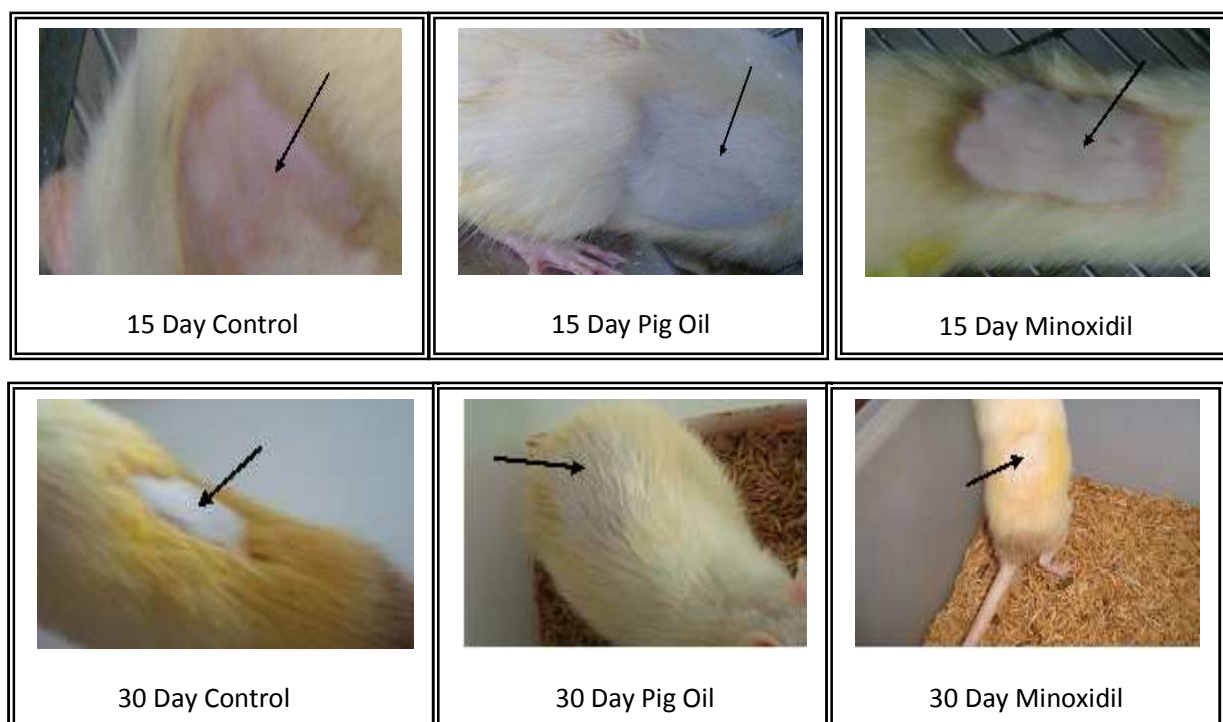 15 Day Control
15 Day Pig Oil
15 Day Minoxidil
30 Day Control
30 Day Pig Oil
30 Day Minoxidil